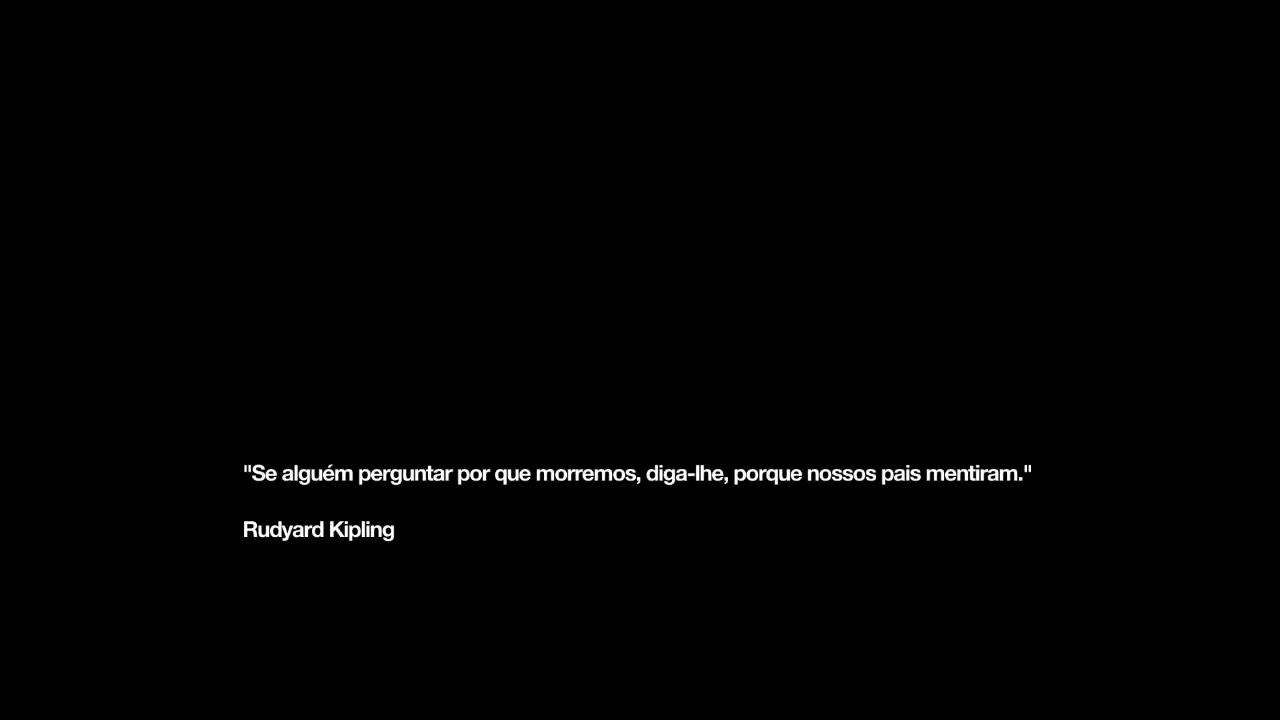 "Se alguém perguntar por que morremos, diga-lhe, porque nossos pais mentiram."
Rudyard Kipling